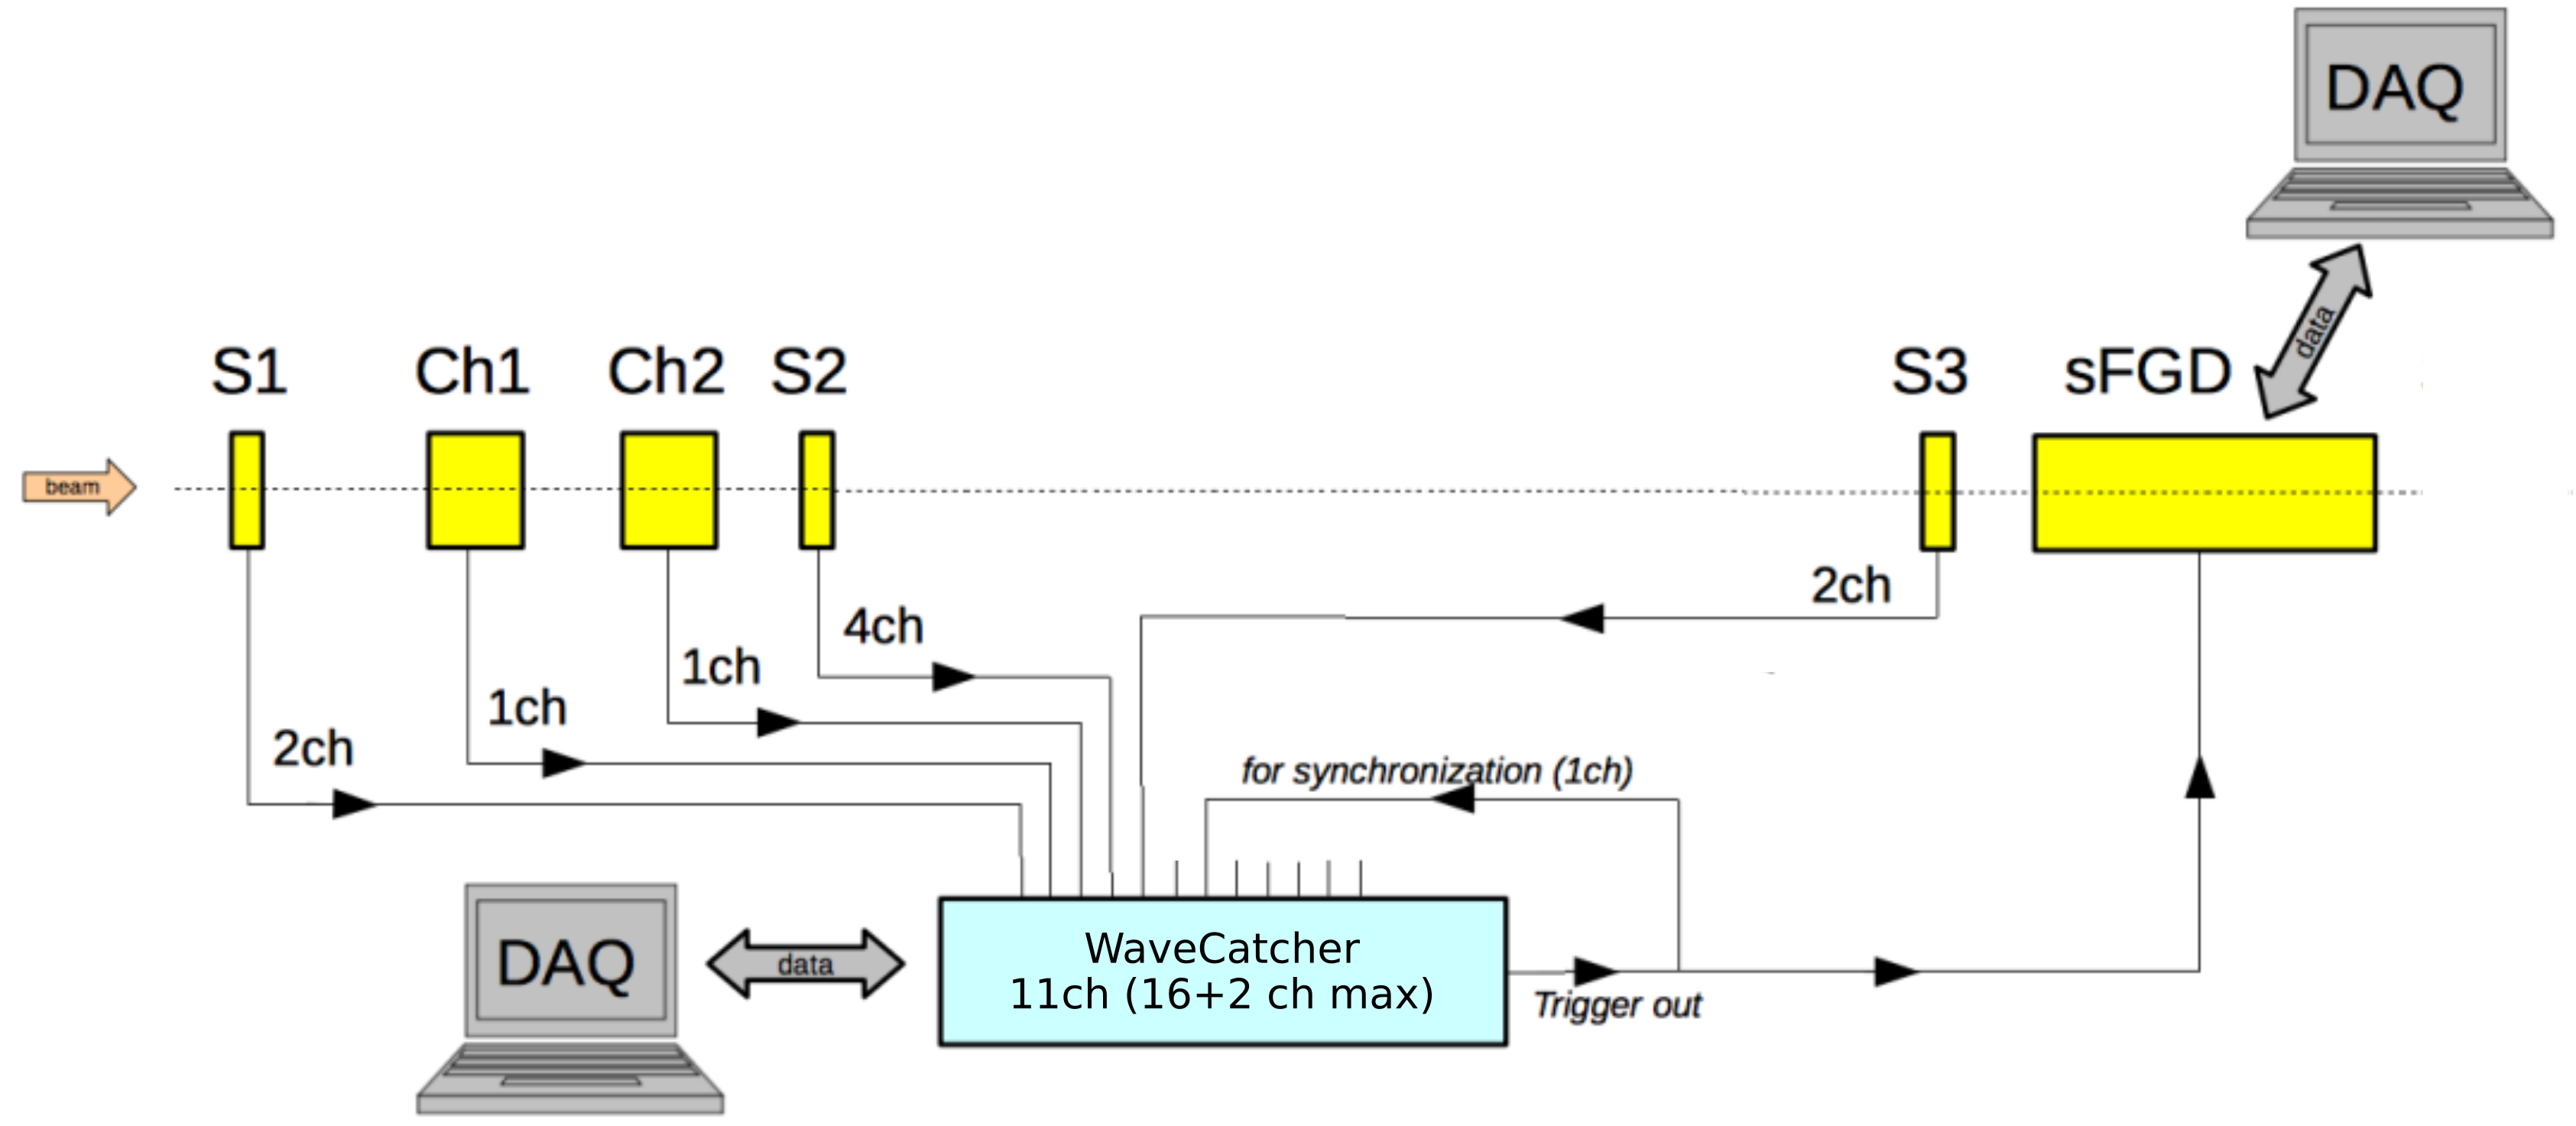 DAQ
data
S1 Ch1 Ch2 S2 S3 sFGD
beam
2ch
4ch
1ch
1ch
2ch
for synchronization (1ch)
DAQ
data
WaveCatcher
11ch (16+2 ch max)
Trigger out